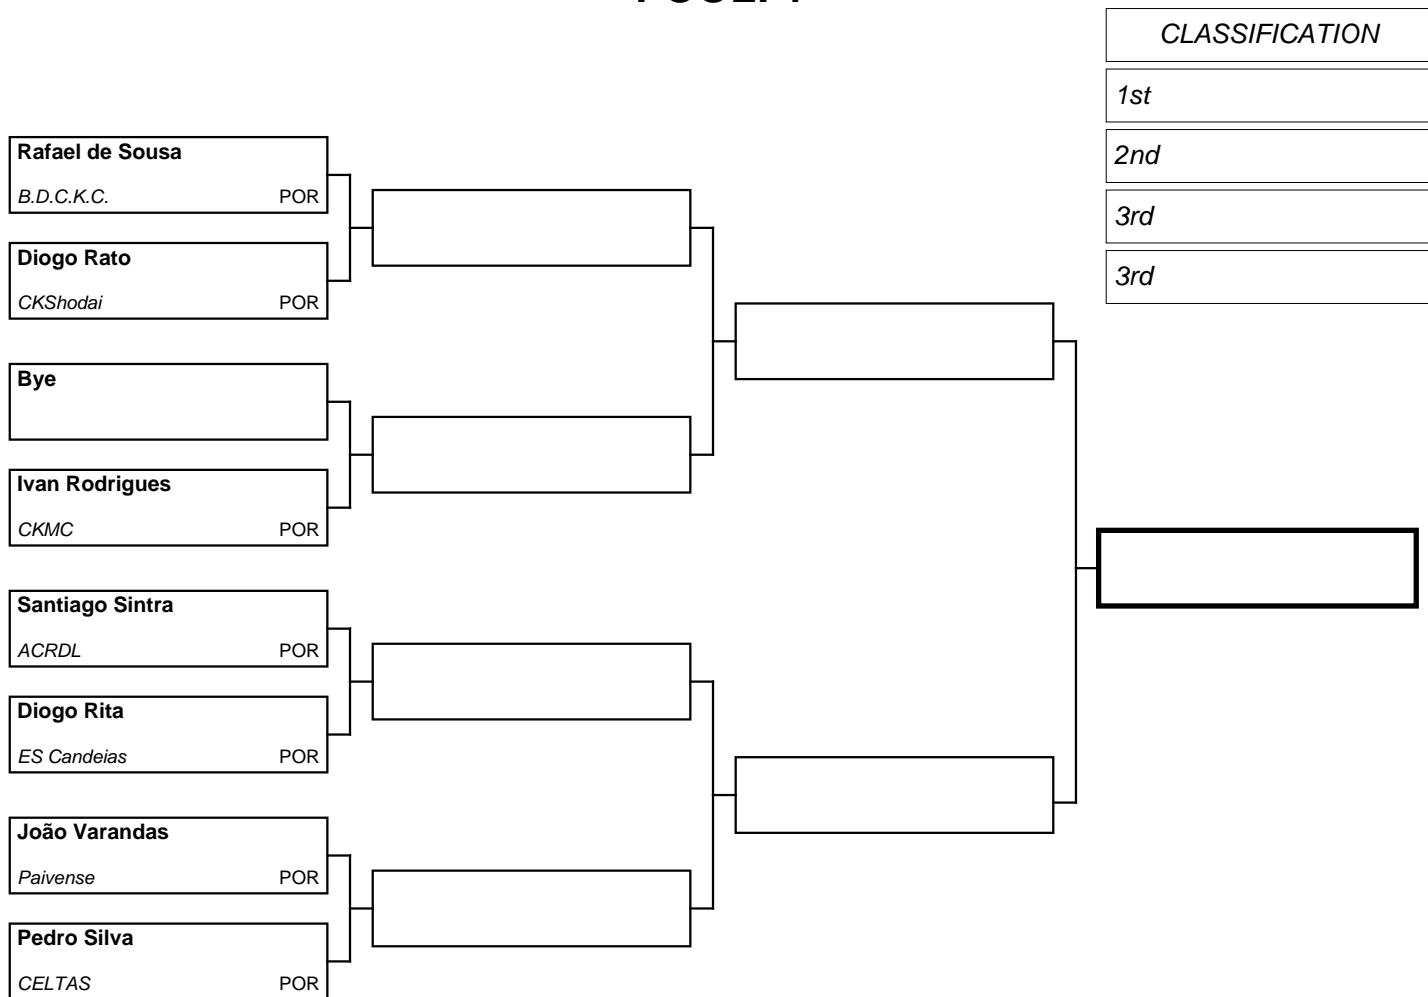 CLASSIFICATION
1st
2nd
3rd
3rd
Rafael de Sousa
B.D.C.K.C. POR
Diogo Rato
CKShodai POR
Bye
Ivan Rodrigues
CKMC POR
Santiago Sintra
ACRDL POR
Diogo Rita
ES Candeias POR
João Varandas
Paivense POR
Pedro Silva
CELTAS POR